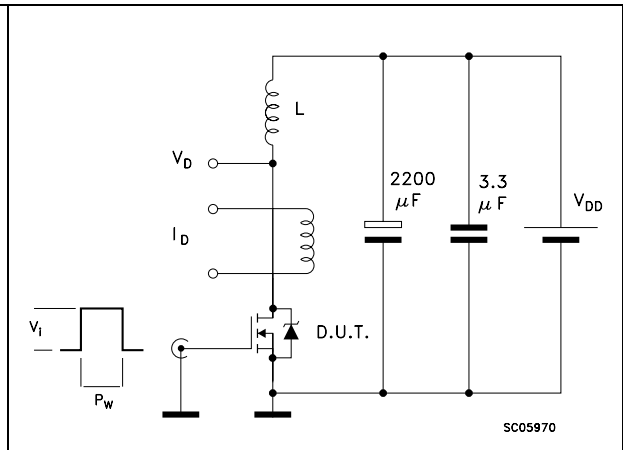 L
V_D
2200
μF
3.3
μF
V_DD
I_D
V_i
D.U.T.
P_W
SC05970